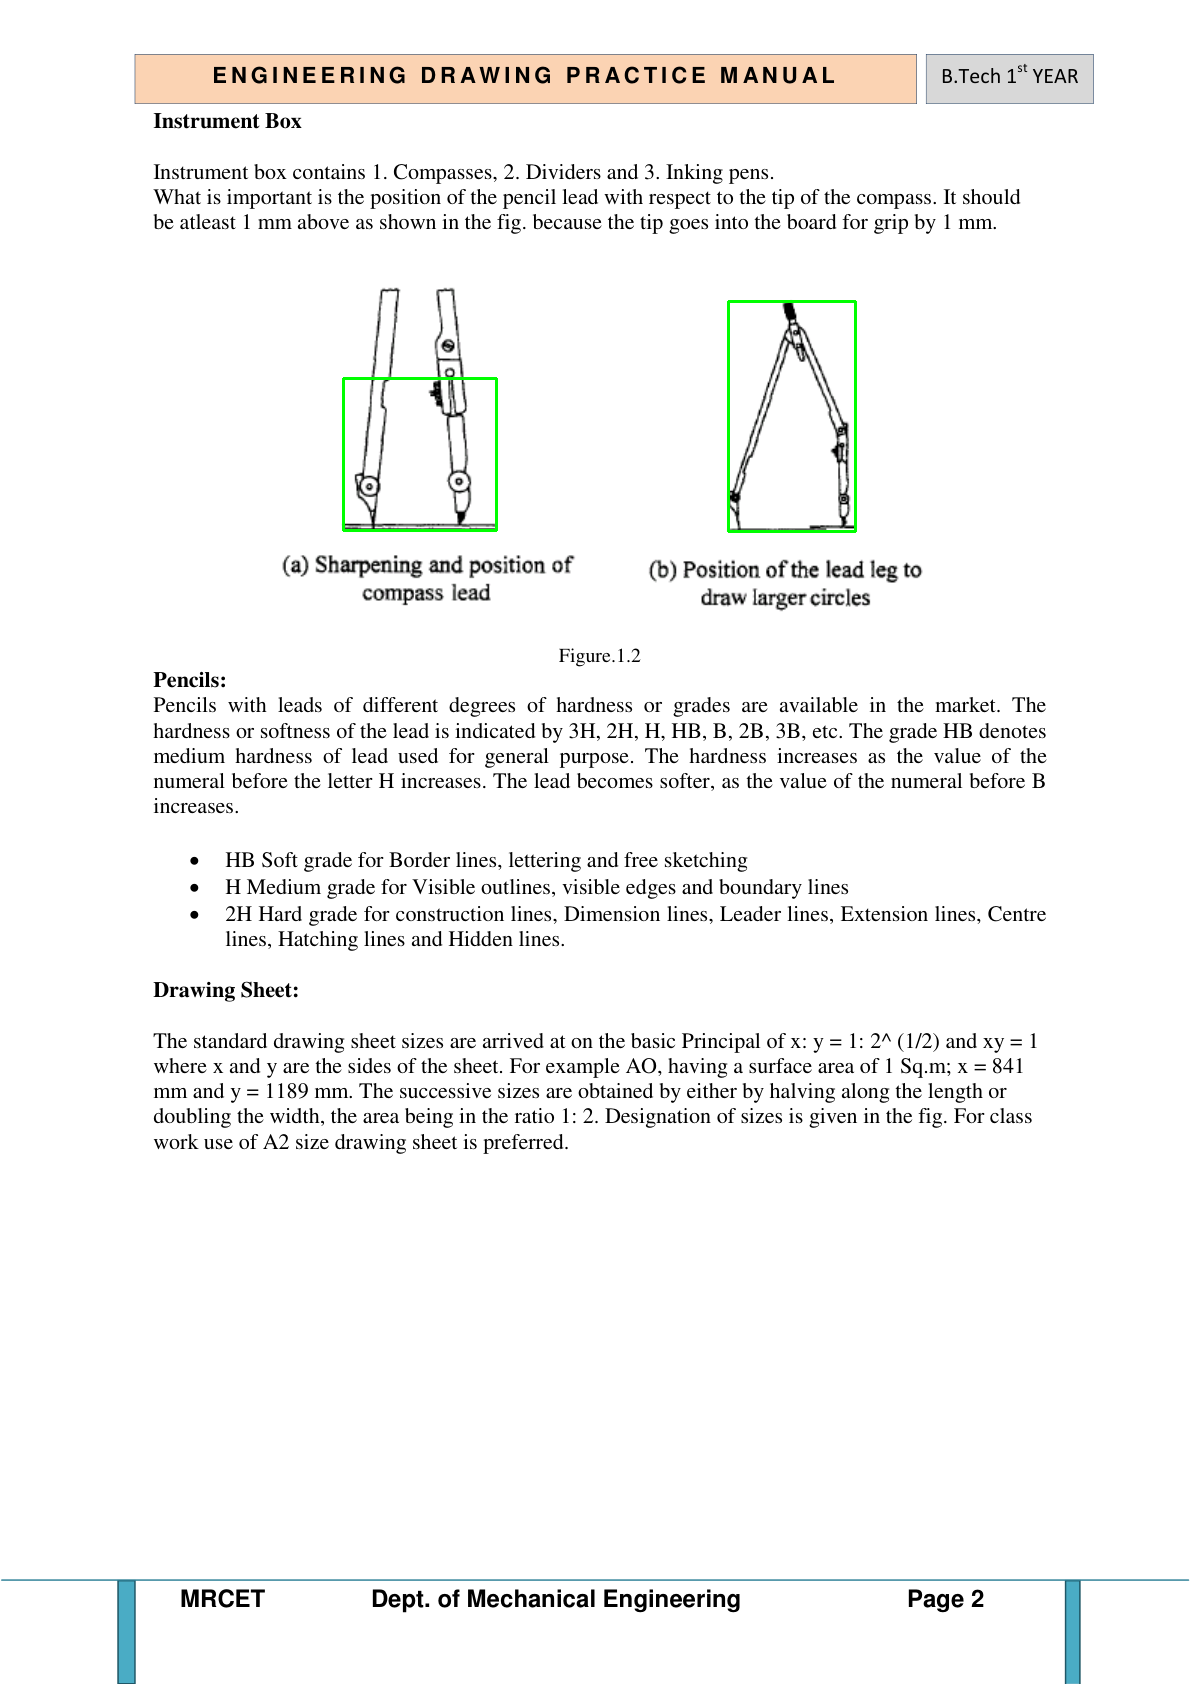 ENGINEERING DRAWING PRACTICE MANUAL
B.Tech 1st YEAR
Instrument Box
Instrument box contains 1. Compasses, 2. Dividers and 3. Inking pens.
What is important is the position of the pencil lead with respect to the tip of the compass. It should
be atleast 1 mm above as shown in the fig. because the tip goes into the board for grip by 1 mm.
(a) Sharpening and position of
compass lead
(b) Position of the lead leg to
draw larger circles
Figure.1.2
Pencils:
Pencils with leads of different degrees of hardness or grades are available in the market. The
hardness or softness of the lead is indicated by 3H, 2H, H, HB, B, 2B, 3B, etc. The grade HB denotes
medium hardness of lead used for general purpose. The hardness increases as the value of the
numeral before the letter H increases. The lead becomes softer, as the value of the numeral before B
increases.
• HB Soft grade for Border lines, lettering and free sketching
• H Medium grade for Visible outlines, visible edges and boundary lines
• 2H Hard grade for construction lines, Dimension lines, Leader lines, Extension lines, Centre
lines, Hatching lines and Hidden lines.
Drawing Sheet:
The standard drawing sheet sizes are arrived at on the basic Principal of x: y = 1: 2^ (1/2) and xy = 1
where x and y are the sides of the sheet. For example AO, having a surface area of 1 Sq.m; x = 841
mm and y = 1189 mm. The successive sizes are obtained by either by halving along the length or
doubling the width, the area being in the ratio 1: 2. Designation of sizes is given in the fig. For class
work use of A2 size drawing sheet is preferred.
MRCET Dept. of Mechanical Engineering Page 2